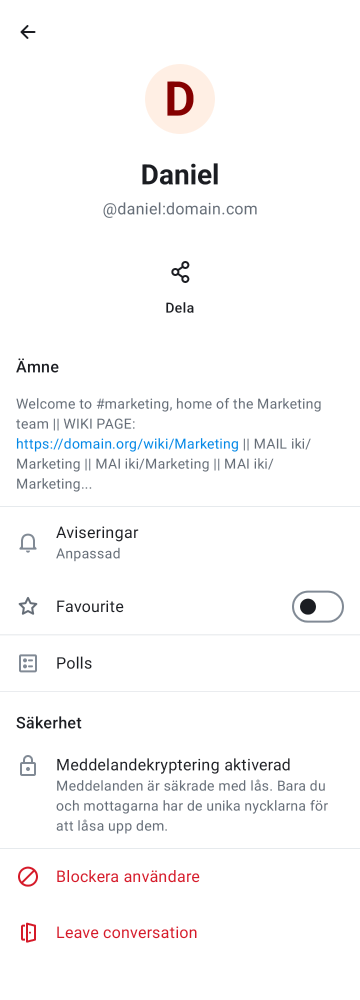 D
Daniel
@daniel:domain.com
Dela
Ämne
Welcome to #marketing, home of the Marketing
team || WIKI PAGE:
https://domain.org/wiki/Marketing || MAIL iki/
Marketing || MAI iki/Marketing || MAI iki/
Marketing...
Aviseringar
Anpassad
Favourite
Polls
Säkerhet
Meddelandekryptering aktiverad
Meddelanden är säkrade med lås. Bara du
och mottagarna har de unika nycklarna för
att låsa upp dem.
Blockera användare
Leave conversation